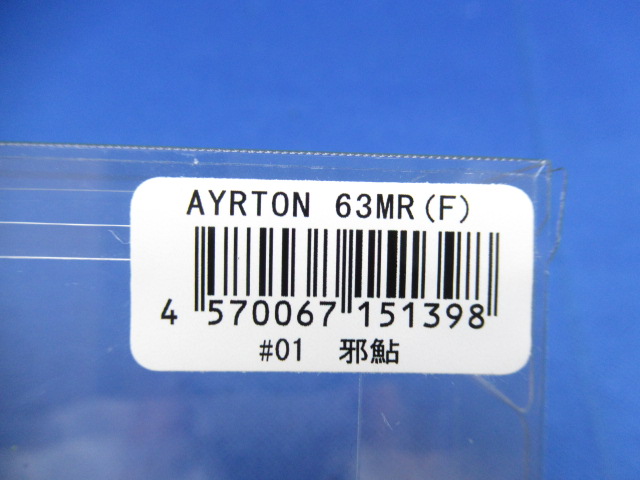 AYRTON 63MR(F)
4 570067 151398
#01 邪鮎